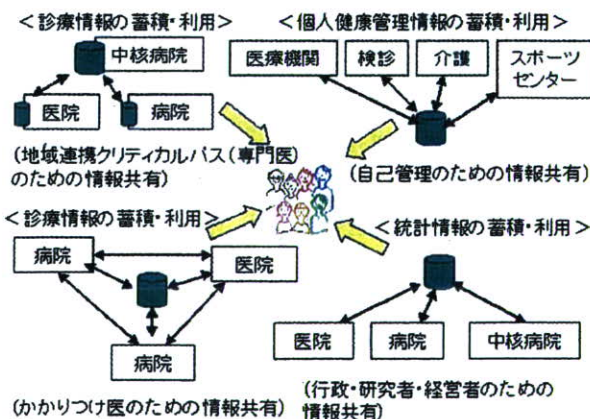 ＜診療情報の蓄積・利用＞
中核病院
医院
病院
(地域連携クリティカルパス(専門医)
のための情報共有)
＜個人健康管理情報の蓄積・利用＞
医療機関
検診
介護
スポーツ
センター
(自己管理のための情報共有)
＜診療情報の蓄積・利用＞
病院
医院
病院
(かかりつけ医のための情報共有)
＜統計情報の蓄積・利用＞
医院
病院
中核病院
(行政・研究者・経営者のための
情報共有)